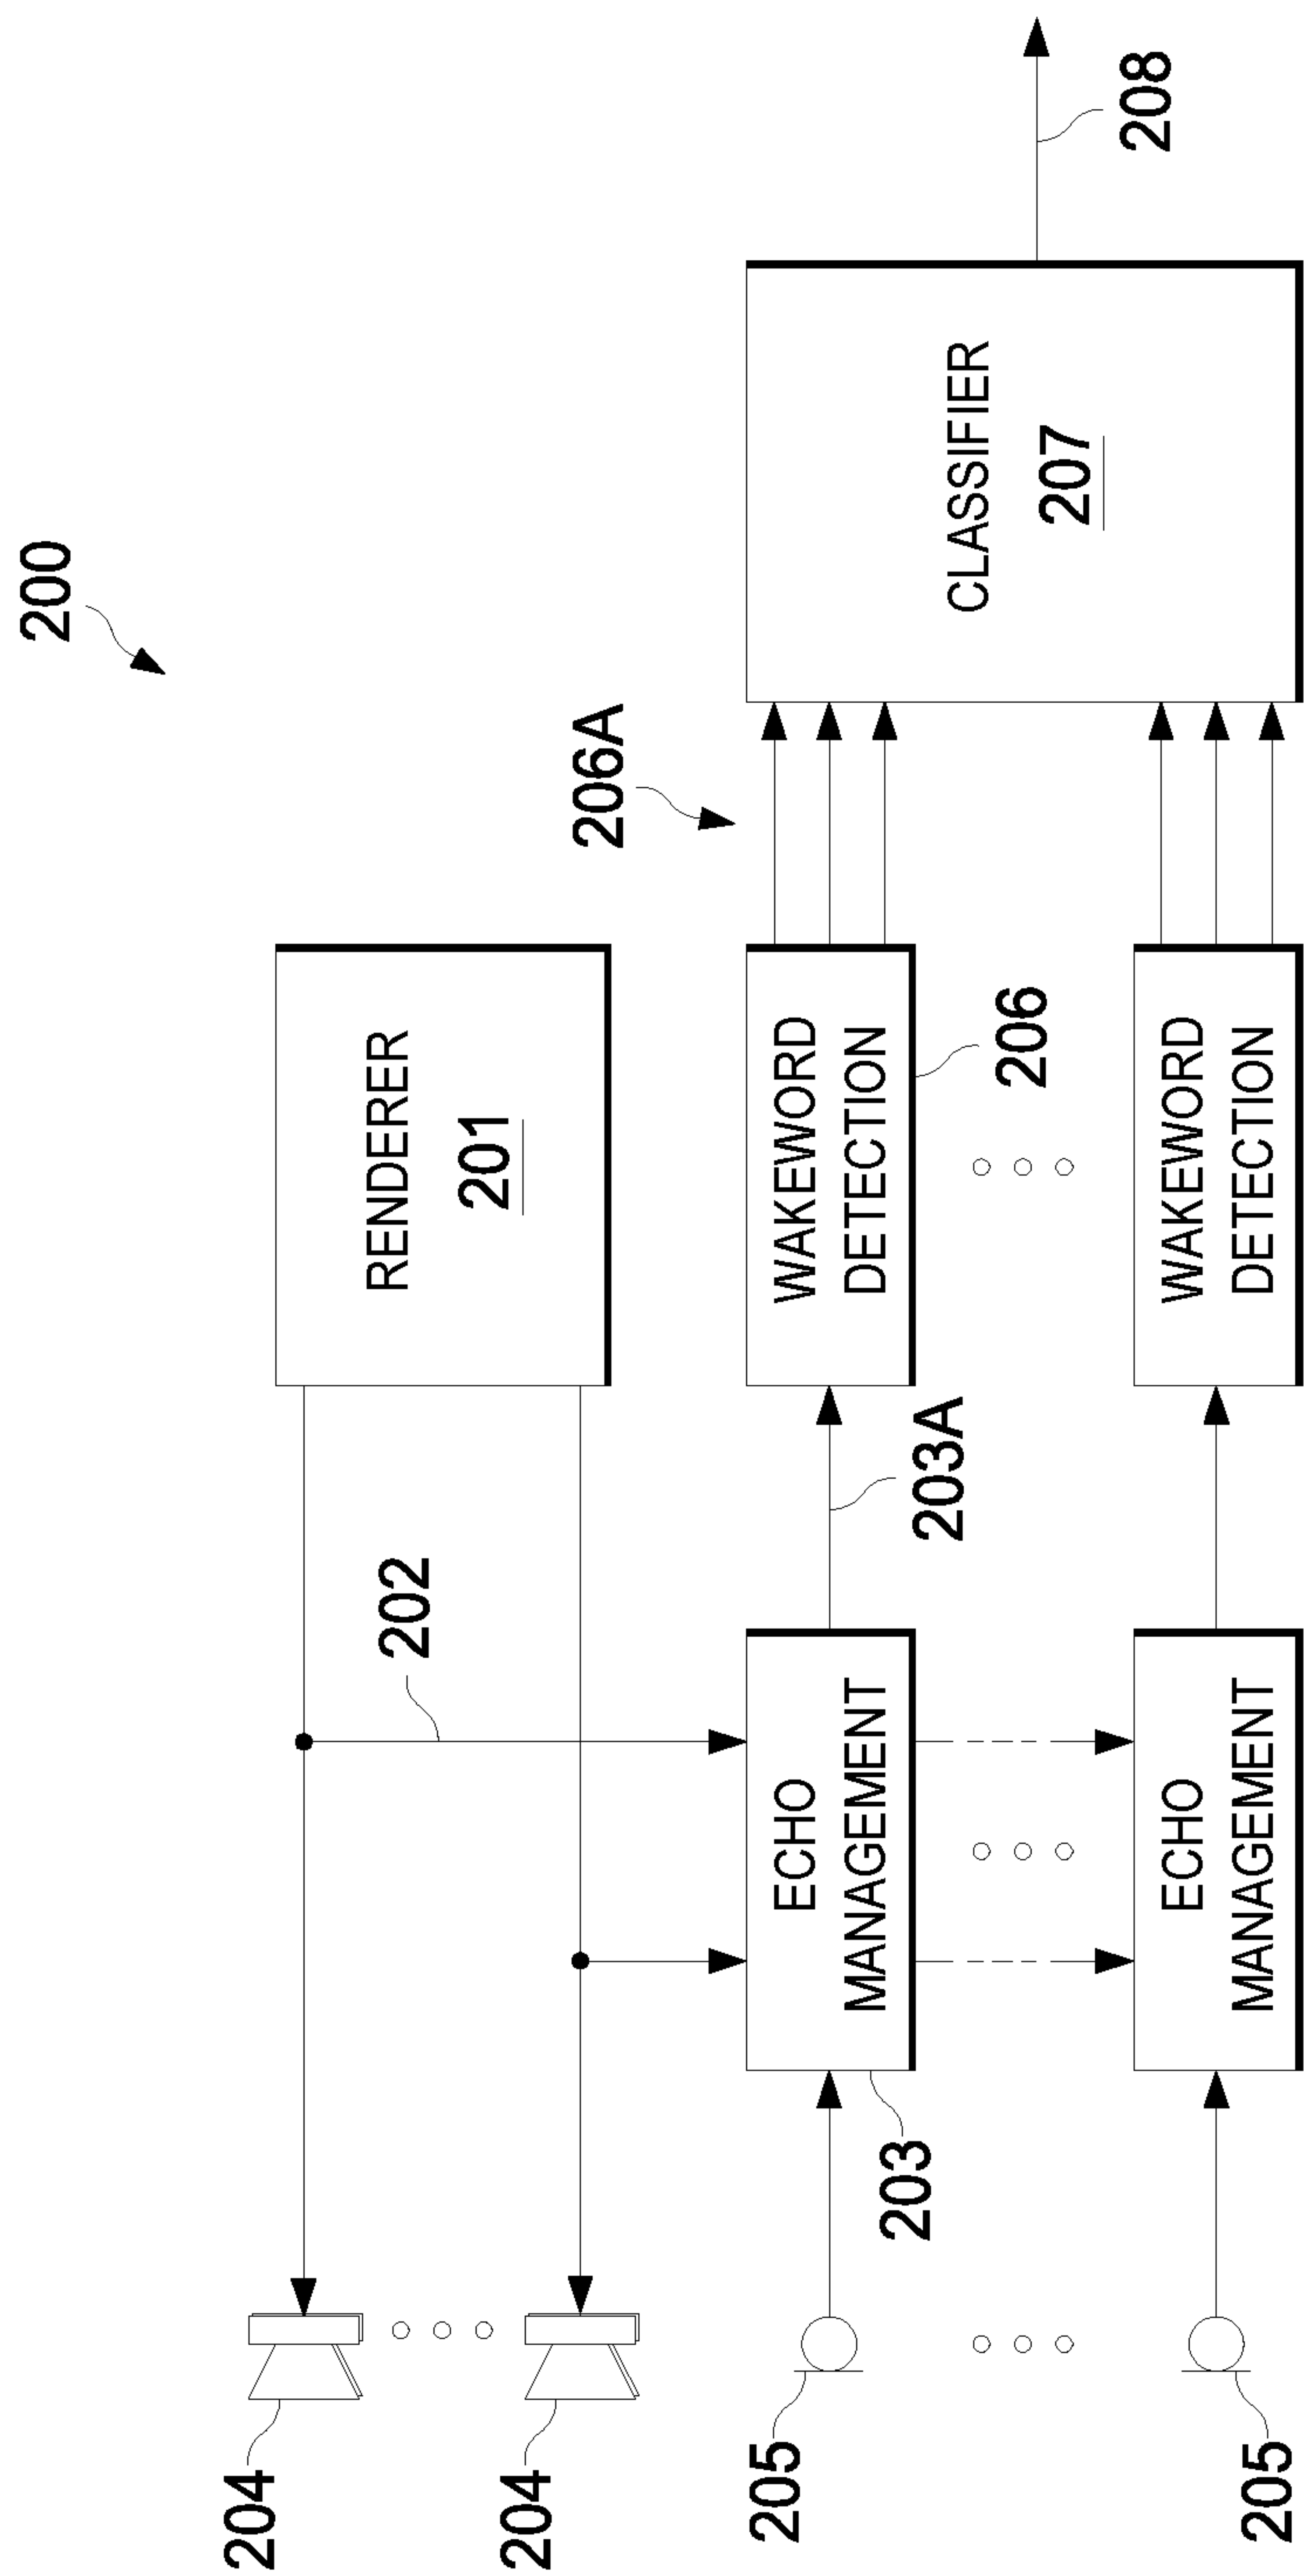 200
204
204
202
RENDERER
201
205
203
ECHO
MANAGEMENT
203A
WAKEWORD
DETECTION
206
206A
CLASSIFIER
207
208
205
ECHO
MANAGEMENT
WAKEWORD
DETECTION